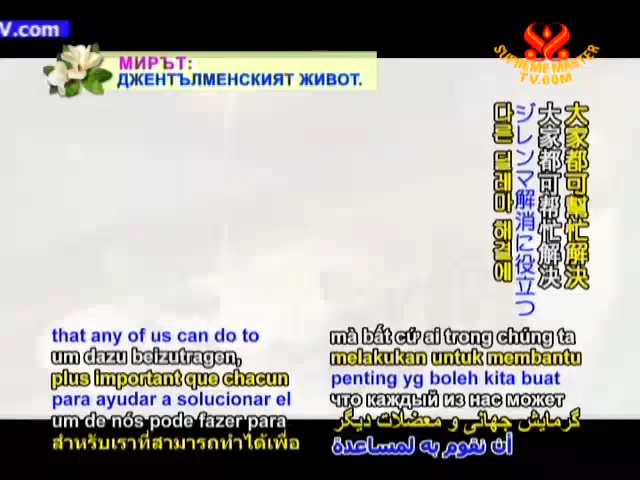 V.com
SUPREME MASTER
TV.COM
МИРЪТ:
ДЖЕНТЪЛМЕНСКИЯТ ЖИВОТ.
大家都可幫忙解決
大家都可帮忙解决
ジレンマ解消に役立つ
다른 딜레마 해결에
that any of us can do to
um dazu beizutragen,
plus important que chacun
para ayudar a solucionar el
um de nós pode fazer para
สำหรับเราที่สามารถทำได้เพื่อ
mà bất cứ ai trong chúng ta
melakukan untuk membantu
penting yg boleh kita buat
что каждый из нас может
گرمایش جهانی و معضلات دیگر
أن نقوم به لمساعدة